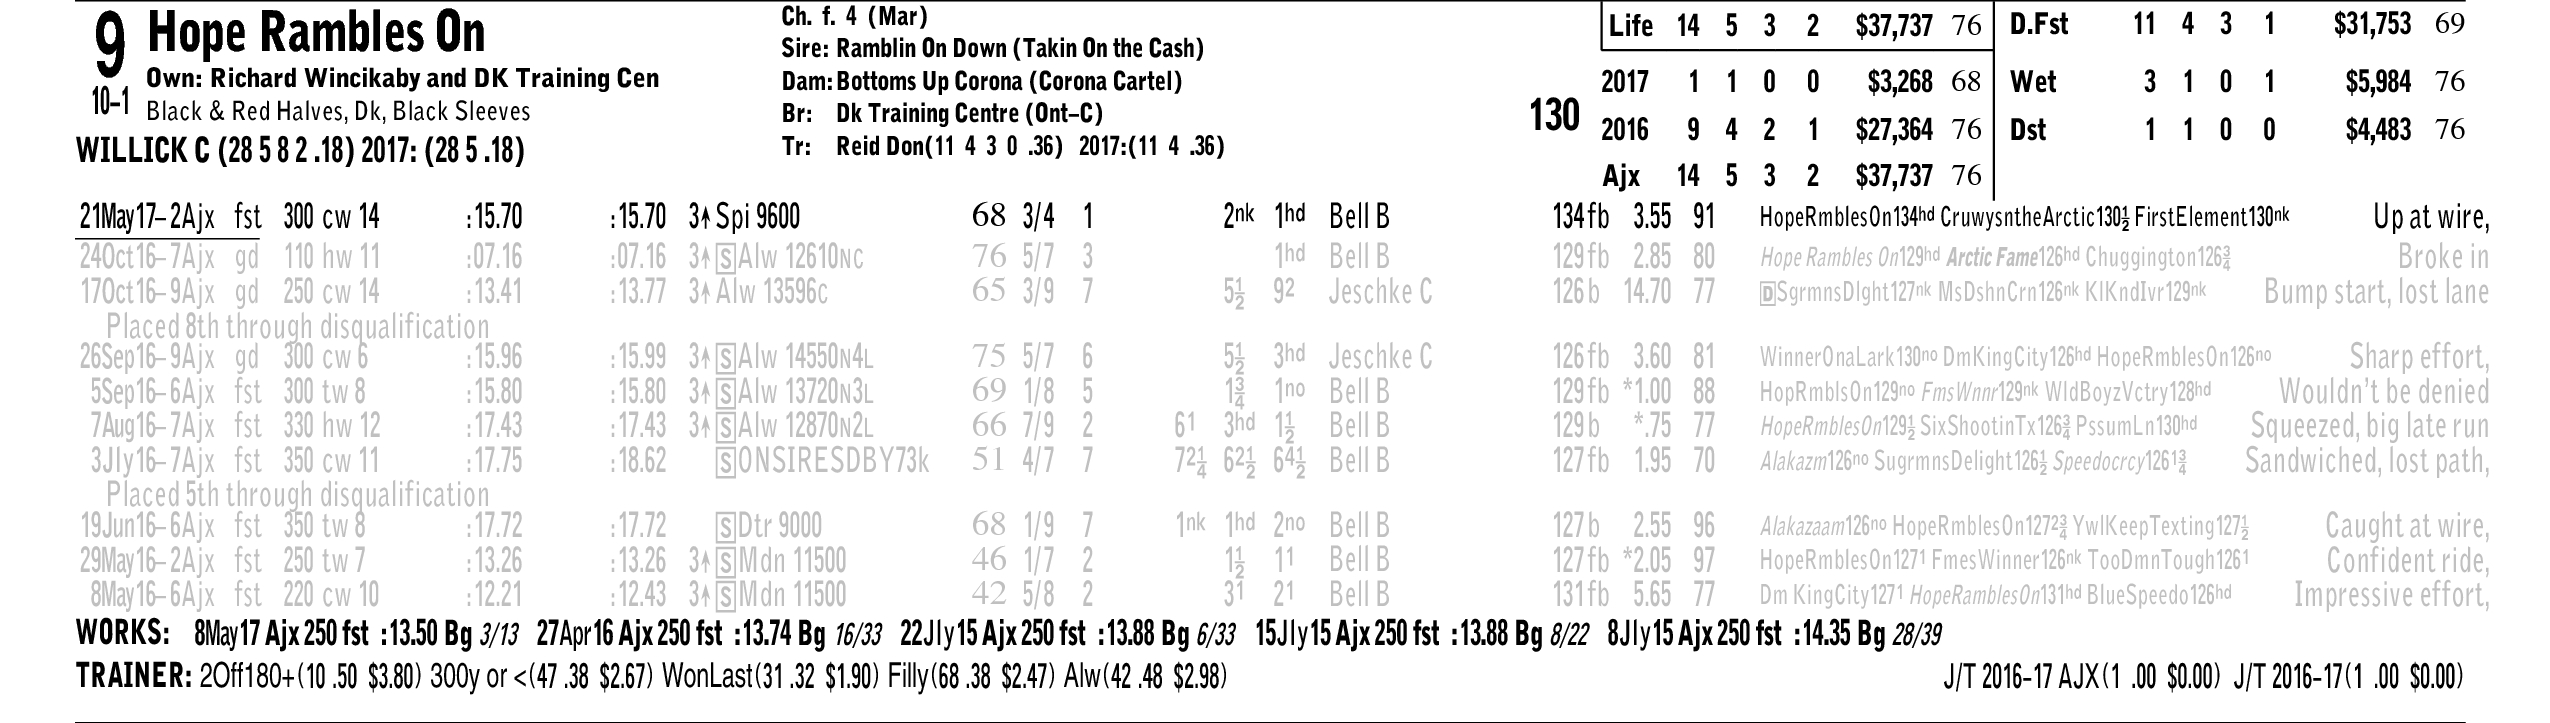 9 Hope Rambles On
10–1
Own: Richard Wincikaby and DK Training Cen
Black & Red Halves, Dk, Black Sleeves
WILLICK C (28 5 8 2 .18) 2017: (28 5 .18)
Ch. f. 4 (Mar)
Sire: Ramblin On Down (Takin On the Cash)
Dam: Bottoms Up Corona (Corona Cartel)
Br: Dk Training Centre (Ont–C)
Tr: Reid Don(11 4 3 0 .36) 2017:(11 4 .36)
130
Life 14 5 3 2 $37,737 76
2017 1 1 0 0 $3,268 68
2016 9 4 2 1 $27,364 76
Ajx 14 5 3 2 $37,737 76
D.Fst 11 4 3 1 $31,753 69
Wet 3 1 0 1 $5,984 76
Dst 1 1 0 0 $4,483 76
21May17–2Ajx fst 300 cw 14 :15.70 :15.70 3↑ Spi 9600 68 3/4 1 2nk 1hd Bell B 134fb 3.55 91 HopeRmblesOn134hd CruwysntheArctic130½ FirstElement130nk Up at wire,
24Oct16–7Ajx gd 110 hw 11 :07.16 :07.16 3↑ [S]Alw 12610NC 76 5/7 3 1hd Bell B 129fb 2.85 80 Hope Rambles On129hd Arctic Fame126hd Chuggington126¾ Broke in
17Oct16–9Ajx gd 250 cw 14 :13.41 :13.77 3↑ Alw 13596C 65 3/9 7 5½ 92 Jeschke C 126b 14.70 77 [D]SgrmnsDlght127nk MsDshnCrn126nk KlKndIvr129nk Bump start, lost lane
Placed 8th through disqualification
26Sep16–9Ajx gd 300 cw 6 :15.96 :15.99 3↑ [S]Alw 14550N4L 75 5/7 6 5½ 3hd Jeschke C 126fb 3.60 81 WinnerOnaLark130no DmKingCity126hd HopeRmblesOn126no Sharp effort,
5Sep16–6Ajx fst 300 tw 8 :15.80 :15.80 3↑ [S]Alw 13720N3L 69 1/8 5 1¾ 1no Bell B 129fb *1.00 88 HopRmblsOn129no FmsWnnr129nk WldBoyzVctry128hd Wouldn't be denied
7Aug16–7Ajx fst 330 hw 12 :17.43 :17.43 3↑ [S]Alw 12870N2L 66 7/9 2 61 3hd 1½ Bell B 129b *.75 77 HopeRmblesOn129½ SixShootinTx126¾ PssumLn130hd Squeezed, big late run
3Jly16–7Ajx fst 350 cw 11 :17.75 :18.62 [S]ONSIRESDBY73k 51 4/7 7 72¼ 62½ 64½ Bell B 127fb 1.95 70 Alakazm126no SugrmnsDelight126½ Speedocrcy1261¾ Sandwiched, lost path,
Placed 5th through disqualification
19Jun16–6Ajx fst 350 tw 8 :17.72 :17.72 [S]Dtr 9000 68 1/9 7 1nk 1hd 2no Bell B 127b 2.55 96 Alakazaam126no HopeRmblesOn1272¾ YwlKeepTexting127½ Caught at wire,
29May16–2Ajx fst 250 tw 7 :13.26 :13.26 3↑ [S]Mdn 11500 46 1/7 2 1½ 11 Bell B 127fb *2.05 97 HopeRmblesOn1271 FmesWinner126nk TooDmnTough1261 Confident ride,
8May16–6Ajx fst 220 cw 10 :12.21 :12.43 3↑ [S]Mdn 11500 42 5/8 2 31 21 Bell B 131fb 5.65 77 Dm KingCity1271 HopeRamblesOn131hd BlueSpeedo126hd Impressive effort,
WORKS: 8May17 Ajx 250 fst :13.50 Bg 3/13 27Apr16 Ajx 250 fst :13.74 Bg 16/33 22Jly15 Ajx 250 fst :13.88 Bg 6/33 15Jly15 Ajx 250 fst :13.88 Bg 8/22 8Jly15 Ajx 250 fst :14.35 Bg 28/39
TRAINER: 2Off180+(10 .50 $3.80) 300y or <(47 .38 $2.67) WonLast(31 .32 $1.90) Filly(68 .38 $2.47) Alw(42 .48 $2.98) J/T 2016-17 AJX(1 .00 $0.00) J/T 2016-17(1 .00 $0.00)